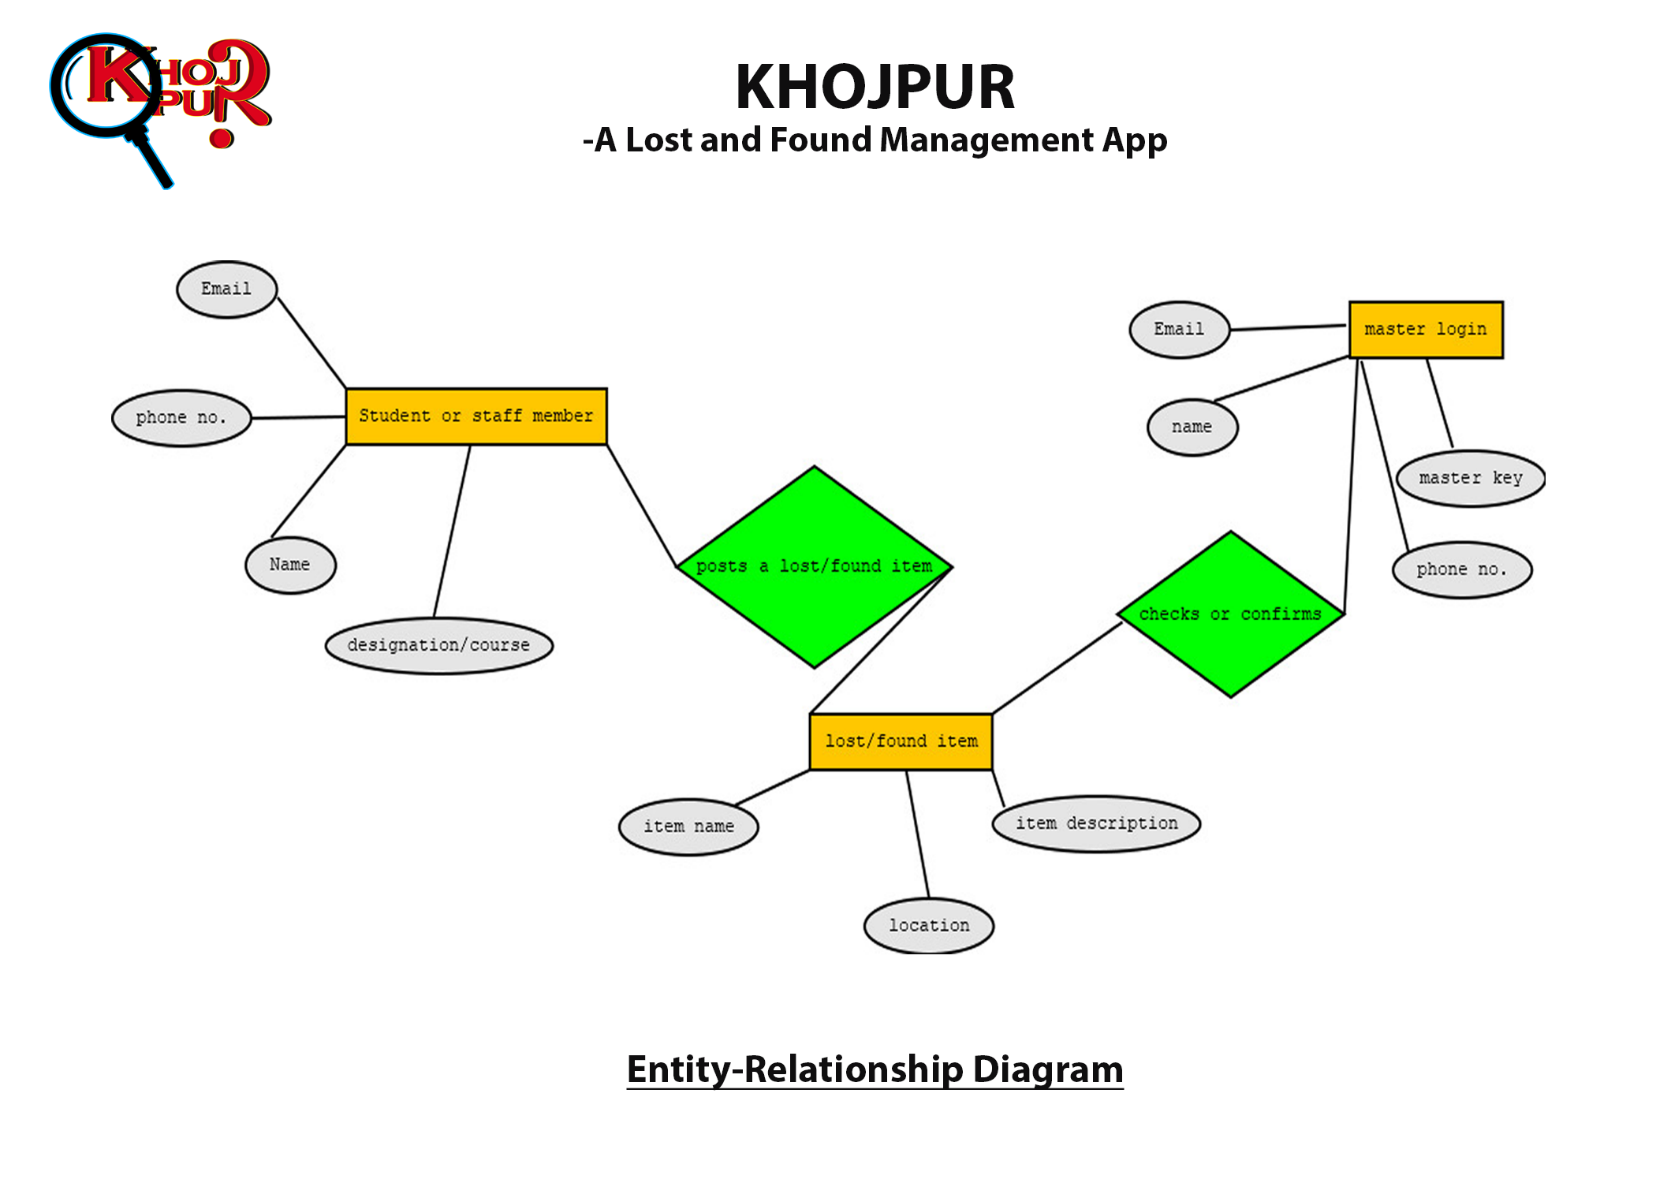 KHOJ
PUR
KHOJPUR
-A Lost and Found Management App
Email
phone no.
Student or staff member
Name
designation/course
posts a lost/found item
Email
master login
name
master key
phone no.
checks or confirms
lost/found item
item name
item description
location
Entity-Relationship Diagram